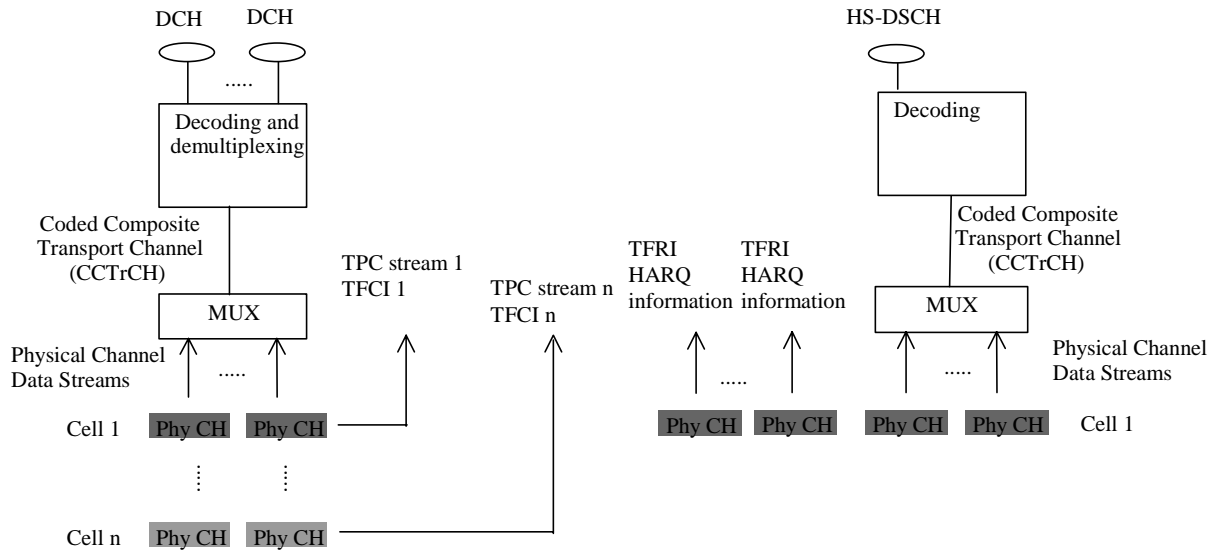 DCH
DCH
HS-DSCH
.....
Decoding and
demultiplexing
Decoding
Coded Composite
Transport Channel
(CCTrCH)
Coded Composite
Transport Channel
(CCTrCH)
TPC stream 1
TFCI 1
TPC stream n
TFCI n
TFRI
HARQ
information
TFRI
HARQ
information
MUX
MUX
Physical Channel
Data Streams
.....
.....
.....
Physical Channel
Data Streams
Cell 1
Phy CH
Phy CH
Phy CH
Phy CH
Phy CH
Phy CH
Cell 1
.....
.....
Cell n
Phy CH
Phy CH